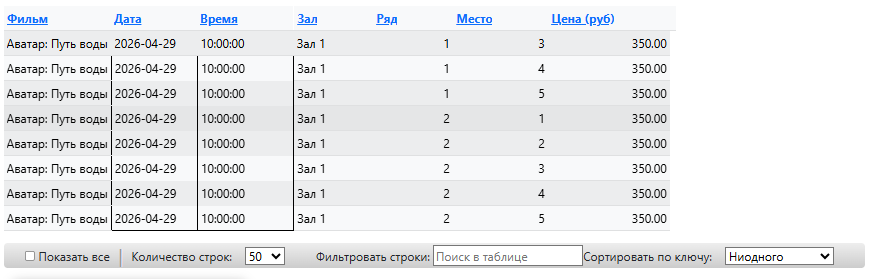 Фильм Дата Время Зал Ряд Место Цена (руб)
Аватар: Путь воды 2026-04-29 10:00:00 Зал 1 1 3 350.00
Аватар: Путь воды 2026-04-29 10:00:00 Зал 1 1 4 350.00
Аватар: Путь воды 2026-04-29 10:00:00 Зал 1 1 5 350.00
Аватар: Путь воды 2026-04-29 10:00:00 Зал 1 2 1 350.00
Аватар: Путь воды 2026-04-29 10:00:00 Зал 1 2 2 350.00
Аватар: Путь воды 2026-04-29 10:00:00 Зал 1 2 3 350.00
Аватар: Путь воды 2026-04-29 10:00:00 Зал 1 2 4 350.00
Аватар: Путь воды 2026-04-29 10:00:00 Зал 1 2 5 350.00
Показать все Количество строк: 50 Фильтровать строки: Поиск в таблице Сортировать по ключу: Ниодного